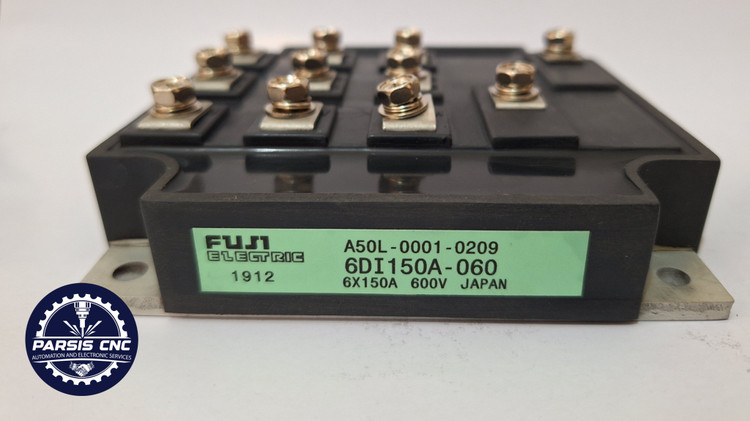 FUJI
ELECTRIC
1912
A50L-0001-0209
6DI150A-060
6X150A 600V JAPAN
PARSIS CNC
AUTOMATION AND ELECTRONIC SERVICES